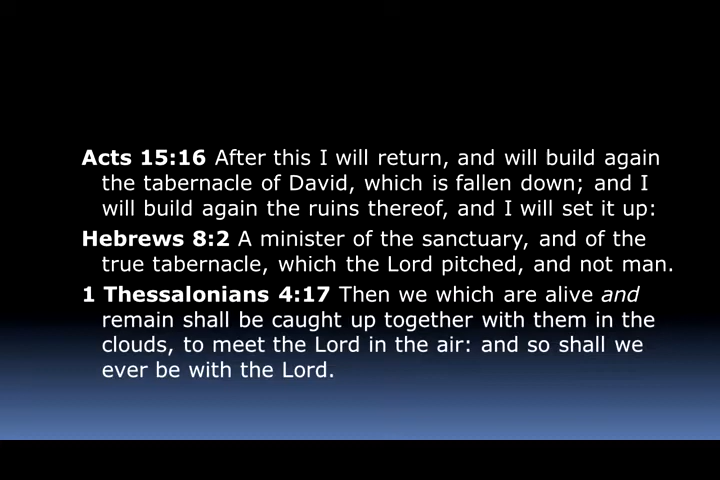 Acts 15:16 After this I will return, and will build again
the tabernacle of David, which is fallen down; and I
will build again the ruins thereof, and I will set it up:
Hebrews 8:2 A minister of the sanctuary, and of the
true tabernacle, which the Lord pitched, and not man.
1 Thessalonians 4:17 Then we which are alive and
remain shall be caught up together with them in the
clouds, to meet the Lord in the air: and so shall we
ever be with the Lord.